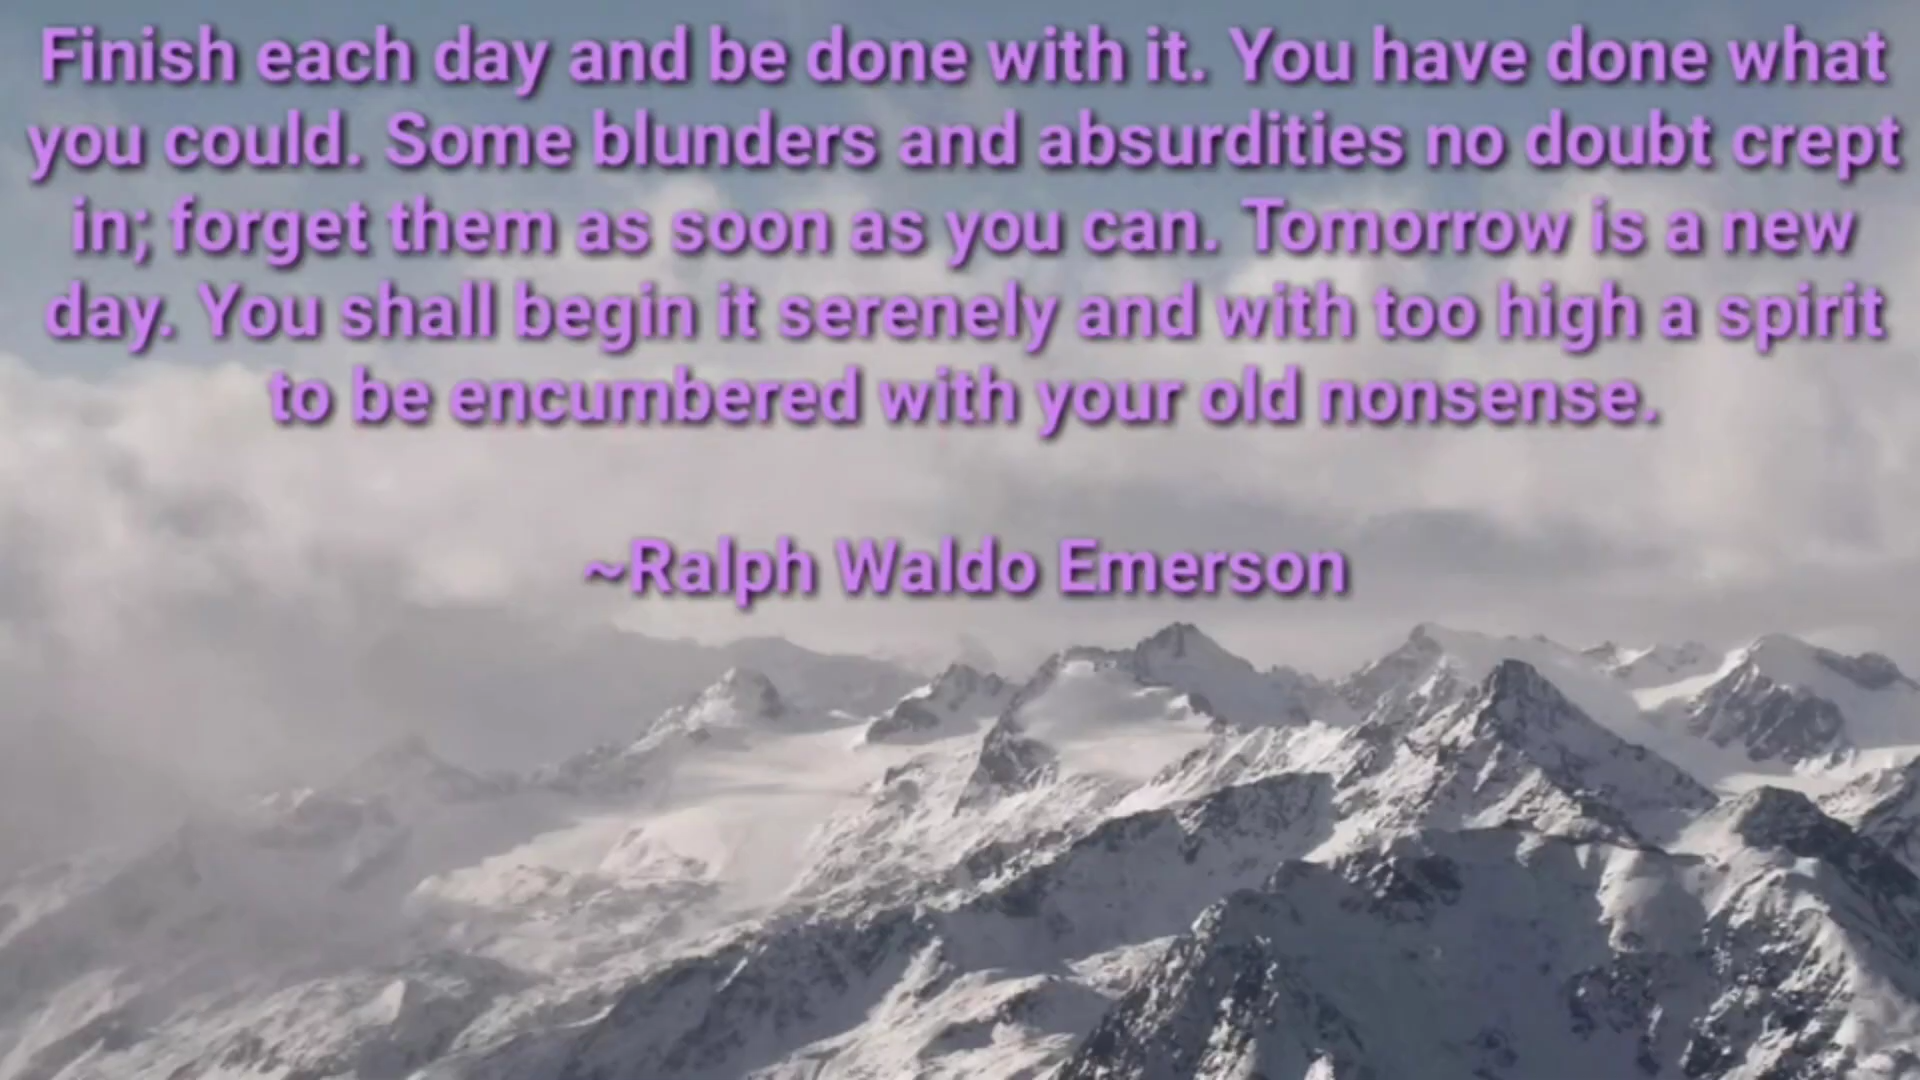 Finish each day and be done with it. You have done what
you could. Some blunders and absurdities no doubt crept
in; forget them as soon as you can. Tomorrow is a new
day. You shall begin it serenely and with too high a spirit
to be encumbered with your old nonsense.
~Ralph Waldo Emerson